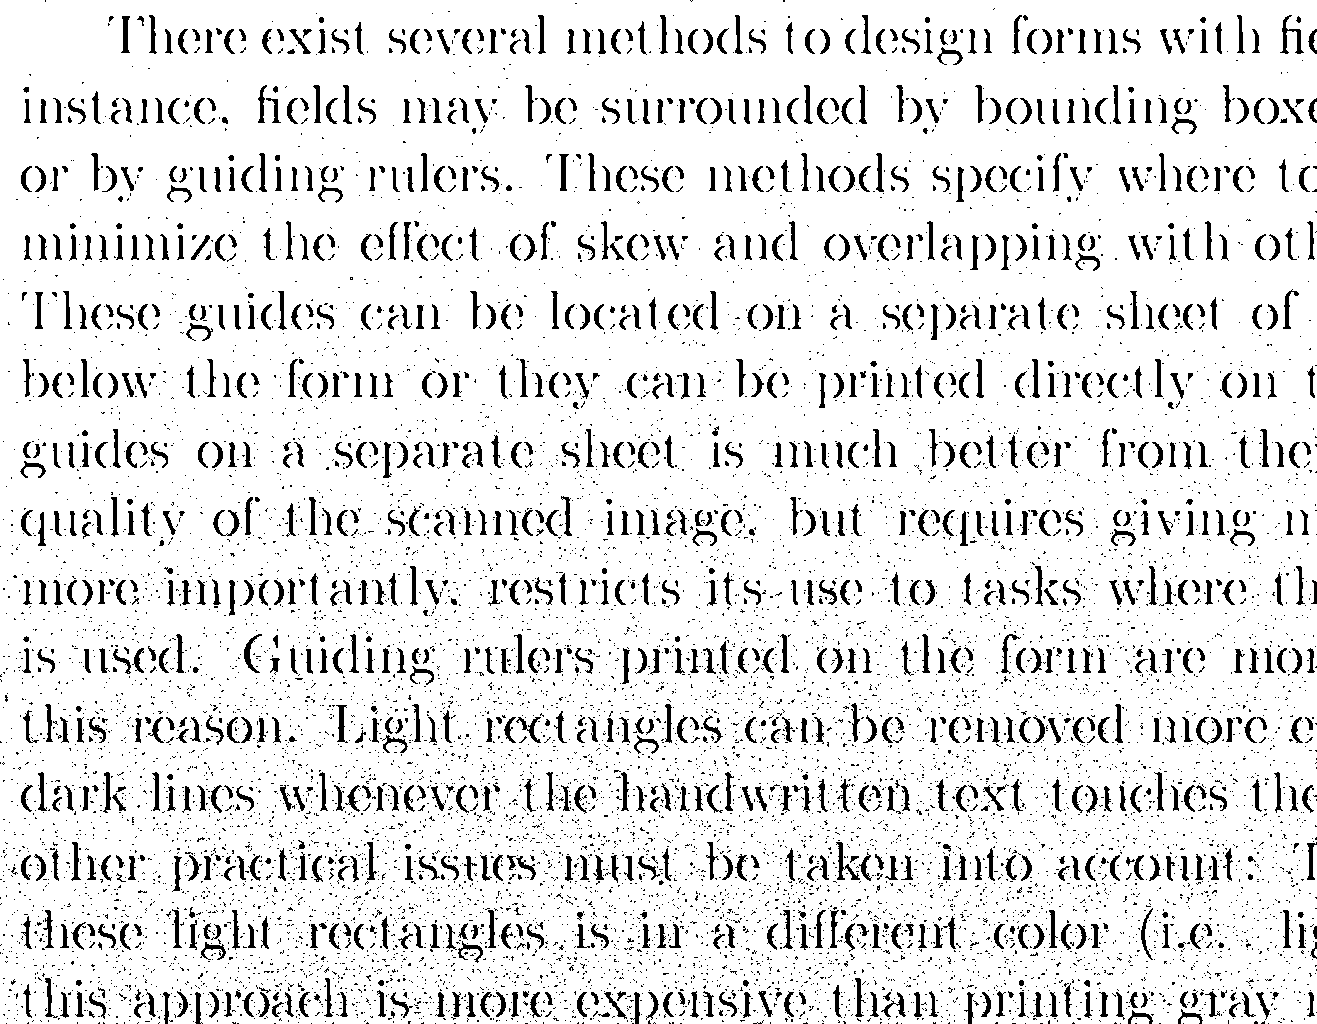 There exist several methods to design forms with fie
instance, fields may be surrounded by bounding boxe
or by guiding rulers. These methods specify where to
minimize the effect of skew and overlapping with oth
These guides can be located on a separate sheet of
below the form or they can be printed directly on t
guides on a separate sheet is much better from the
quality of the scanned image, but requires giving m
more importantly, restricts its use to tasks where th
is used. Guiding rulers printed on the form are mor
this reason. Light rectangles can be removed more e
dark lines whenever the handwritten text touches the
other practical issues must be taken into account: T
these light rectangles is in a different color (i.e. lig
this approach is more expensive than printing gray r